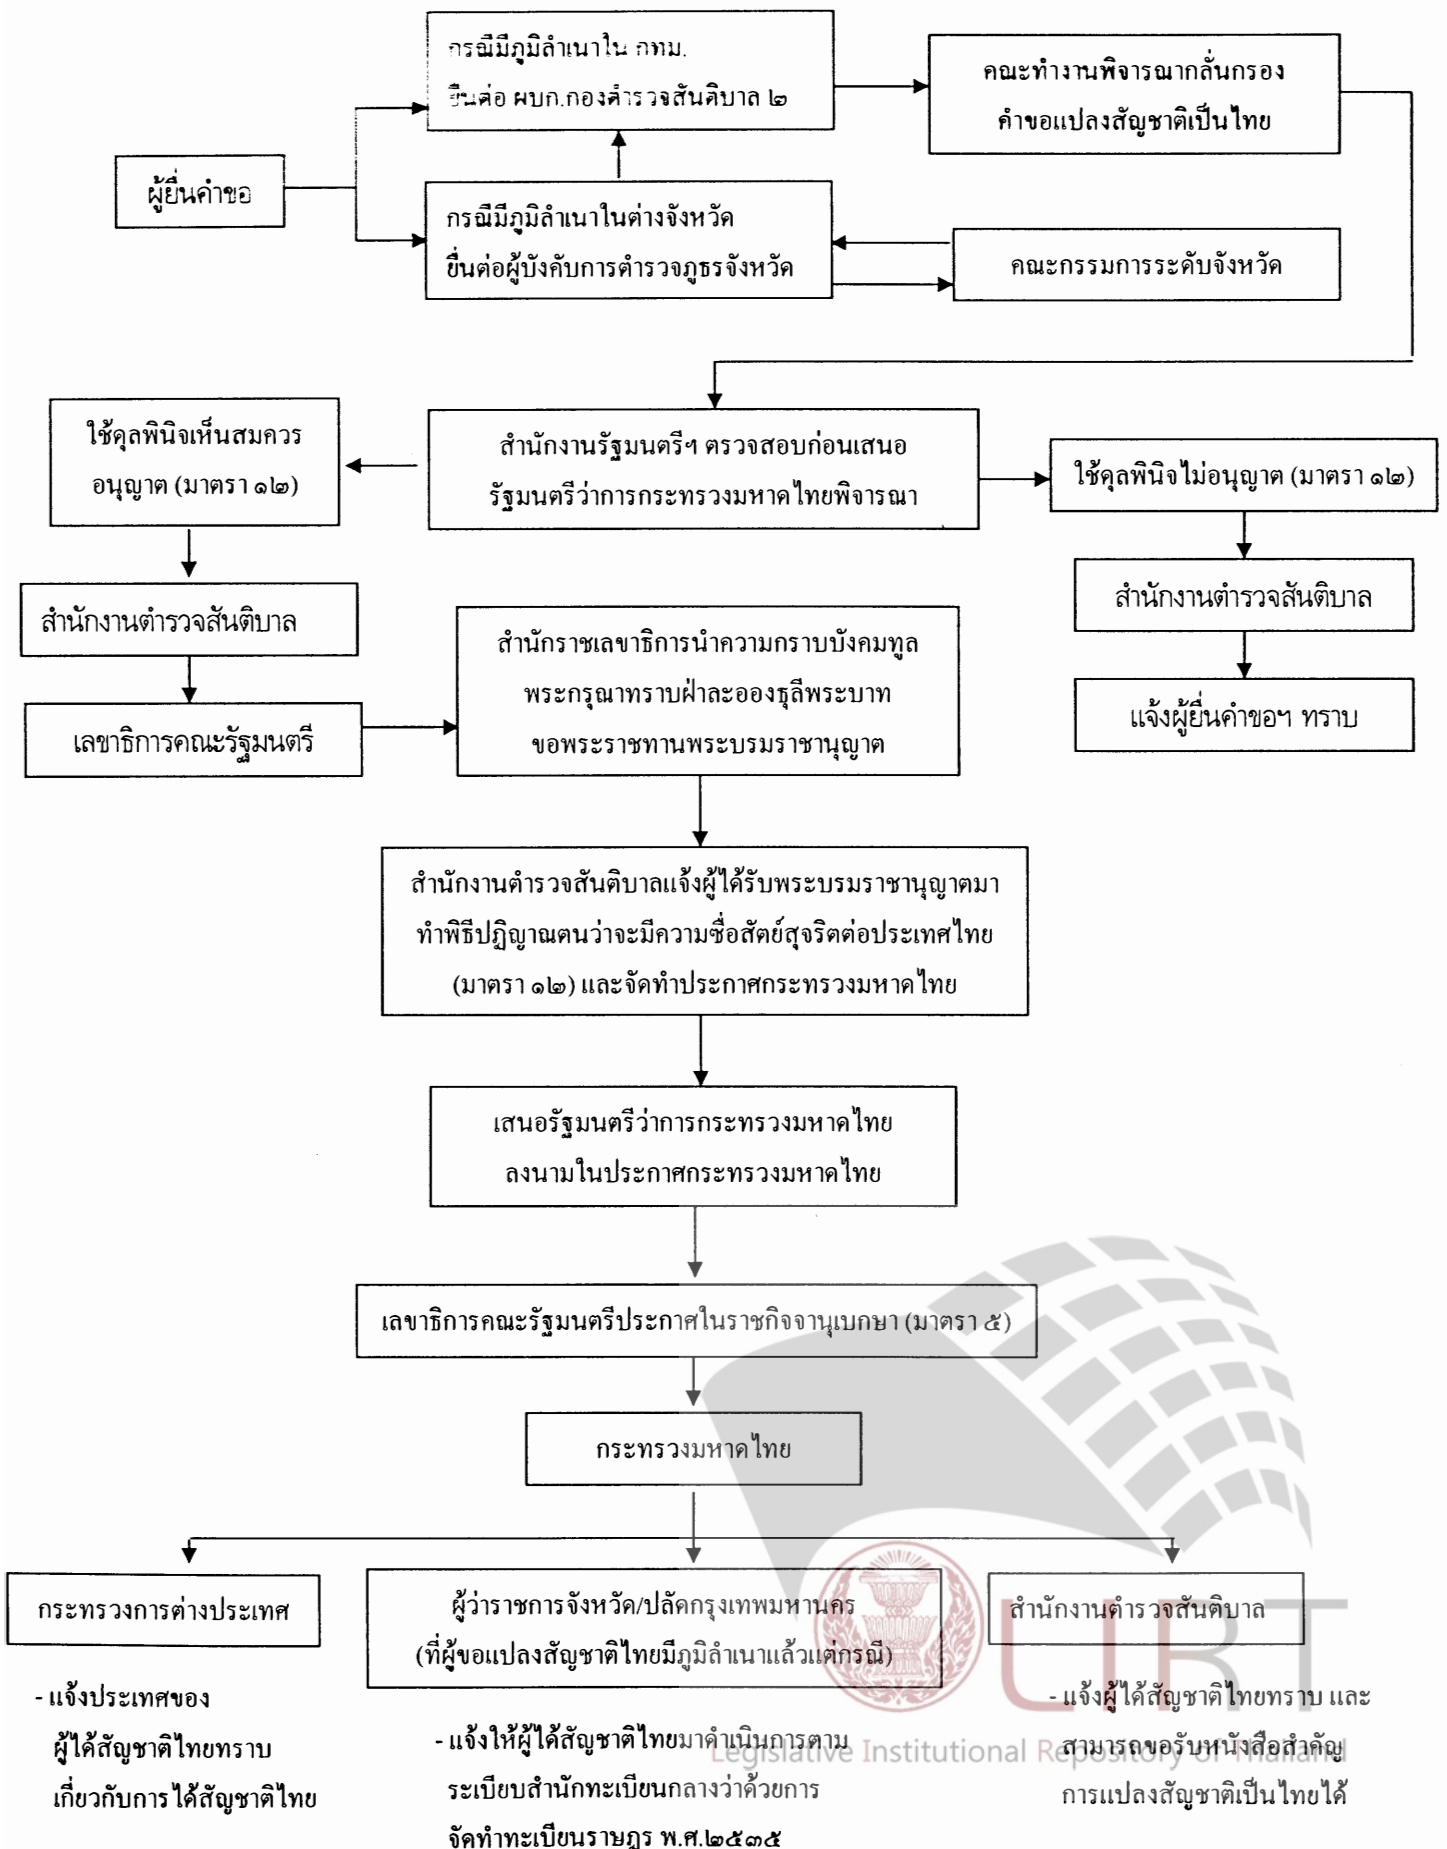 กรณีมีภูมิลำเนาใน กทม.
ยื่นต่อ ผบก.กองตำรวจสันติบาล ๒
คณะทำงานพิจารณากลั่นกรอง
คำขอแปลงสัญชาติเป็นไทย
ผู้ยื่นคำขอ
กรณีมีภูมิลำเนาในต่างจังหวัด
ยื่นต่อผู้บังคับการตำรวจภูธรจังหวัด
คณะกรรมการระดับจังหวัด
ใช้ดุลพินิจเห็นสมควร
อนุญาต (มาตรา ๑๒)
สำนักงานรัฐมนตรีฯ ตรวจสอบก่อนเสนอ
รัฐมนตรีว่าการกระทรวงมหาดไทยพิจารณา
ใช้ดุลพินิจไม่อนุญาต (มาตรา ๑๒)
สำนักงานตำรวจสันติบาล
สำนักงานตำรวจสันติบาล
สำนักราชเลขาธิการนำความกราบบังคมทูล
พระกรุณาทราบฝ่าละอองธุลีพระบาท
ขอพระราชทานพระบรมราชานุญาต
เลขาธิการคณะรัฐมนตรี
แจ้งผู้ยื่นคำขอฯ ทราบ
สำนักงานตำรวจสันติบาลแจ้งผู้ได้รับพระบรมราชานุญาตมา
ทำพิธีปฏิญาณตนว่าจะมีความซื่อสัตย์สุจริตต่อประเทศไทย
(มาตรา ๑๒) และจัดทำประกาศกระทรวงมหาดไทย
เสนอรัฐมนตรีว่าการกระทรวงมหาดไทย
ลงนามในประกาศกระทรวงมหาดไทย
เลขาธิการคณะรัฐมนตรีประกาศในราชกิจจานุเบกษา (มาตรา ๕)
กระทรวงมหาดไทย
กระทรวงการต่างประเทศ
ผู้ว่าราชการจังหวัด/ปลัดกรุงเทพมหานคร
(ที่ผู้ขอแปลงสัญชาติไทยมีภูมิลำเนาแล้วแต่กรณี)
สำนักงานตำรวจสันติบาล
- แจ้งประเทศของ
ผู้ได้สัญชาติไทยทราบ
เกี่ยวกับการได้สัญชาติไทย
- แจ้งให้ผู้ได้สัญชาติไทยมาดำเนินการตาม
ระเบียบสำนักทะเบียนกลางว่าด้วยการ
จัดทำทะเบียนราษฎร พ.ศ.๒๕๓๕
- แจ้งผู้ได้สัญชาติไทยทราบ และ
สามารถขอรับหนังสือสำคัญ
การแปลงสัญชาติเป็นไทยได้
LIRT
Legislative Institutional Repository of Thailand